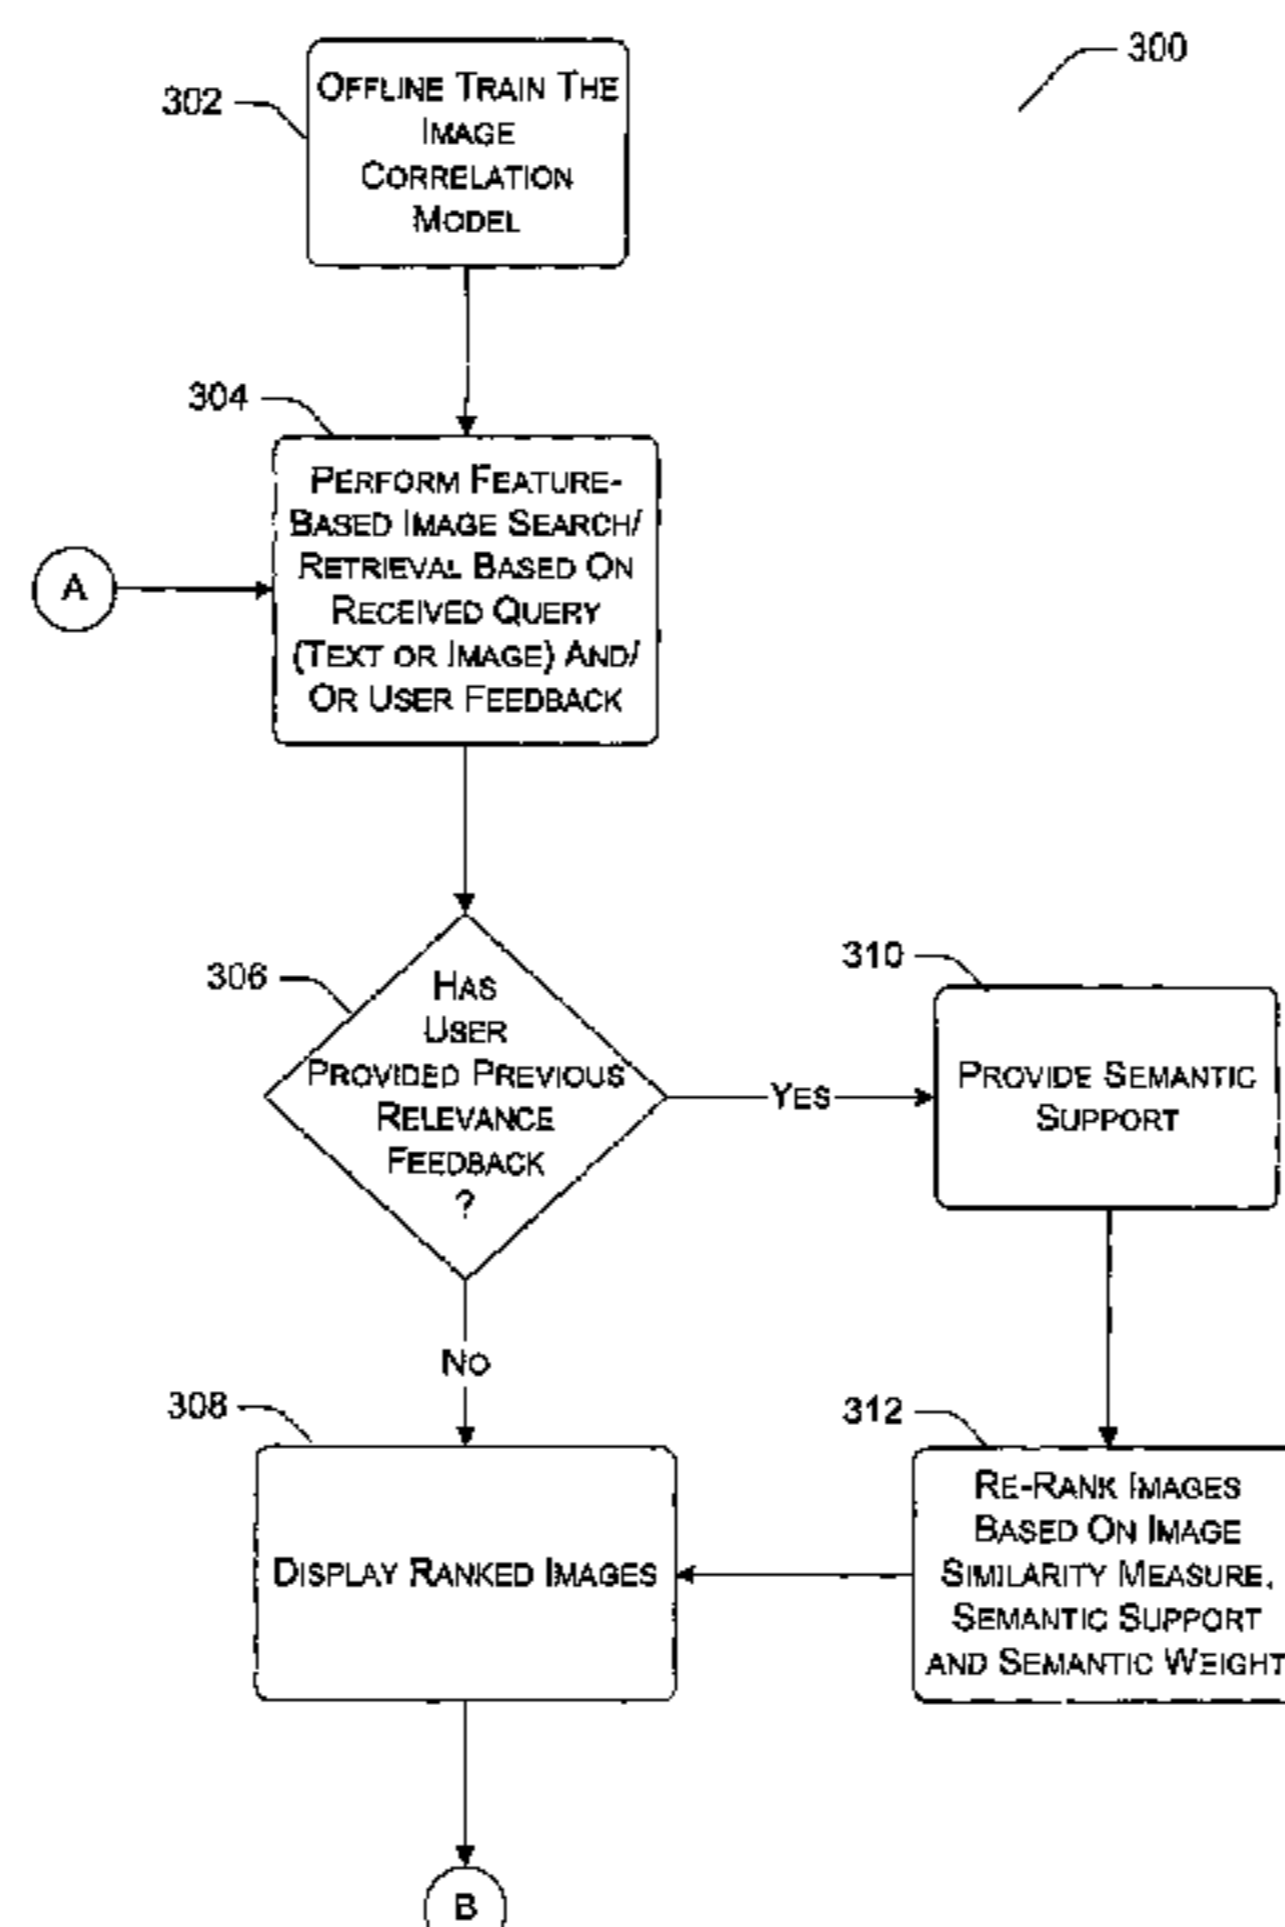 300
302
OFFLINE TRAIN THE
IMAGE
CORRELATION
MODEL
304
PERFORM FEATURE-
BASED IMAGE SEARCH/
RETRIEVAL BASED ON
RECEIVED QUERY
(TEXT OR IMAGE) AND/
OR USER FEEDBACK
A
306
HAS
USER
PROVIDED PREVIOUS
RELEVANCE
FEEDBACK
?
YES
310
PROVIDE SEMANTIC
SUPPORT
NO
308
DISPLAY RANKED IMAGES
312
RE-RANK IMAGES
BASED ON IMAGE
SIMILARITY MEASURE,
SEMANTIC SUPPORT
AND SEMANTIC WEIGHT
B